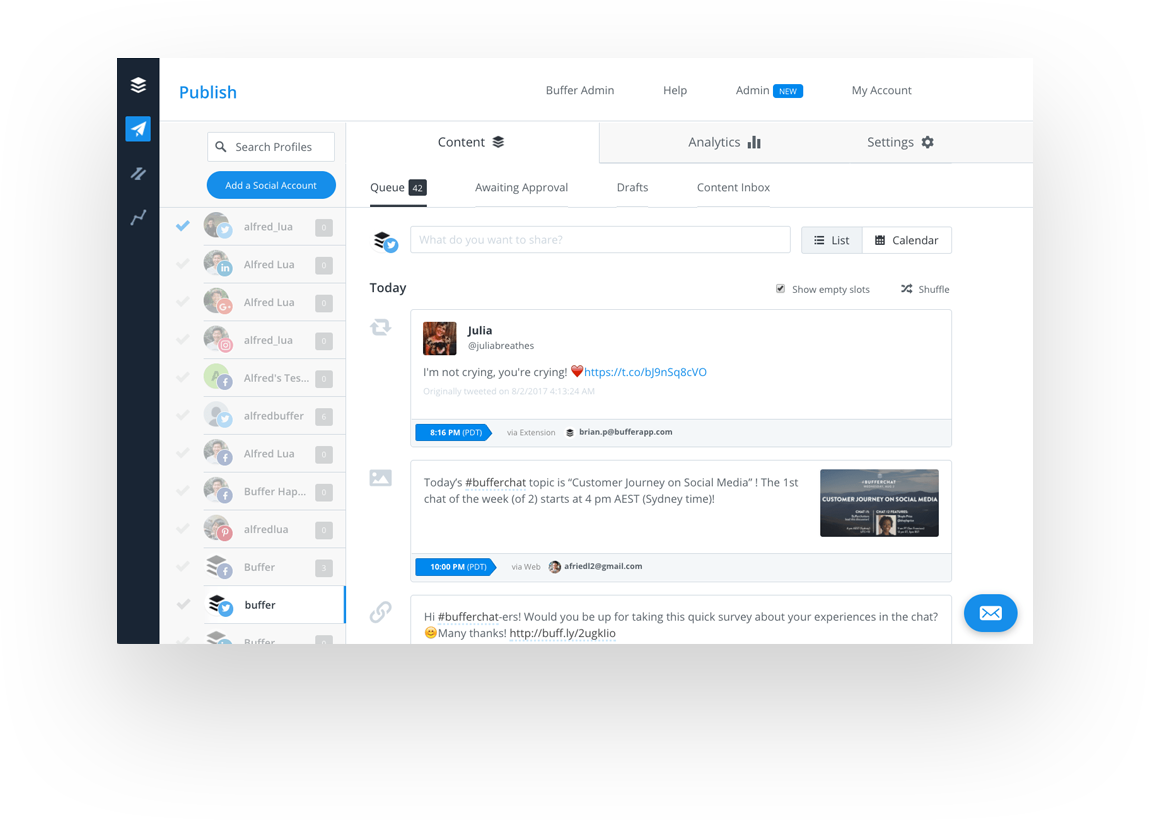 Publish
Buffer Admin
Help
Admin NEW
My Account
Search Profiles
Add a Social Account
alfred_lua 0
Alfred Lua 0
Alfred Lua 0
alfred_lua 0
Alfred's Tes... 0
alfredbuffer 6
Alfred Lua 0
Buffer Hap... 0
alfredlua 0
Buffer 3
buffer
Buffer
Content
Analytics
Settings
Queue 42
Awaiting Approval
Drafts
Content Inbox
What do you want to share?
List
Calendar
Today
Show empty slots
Shuffle
Julia
@juliabreathes
I'm not crying, you're crying! ❤️https://t.co/bJ9nSq8cVO
Originally tweeted on 8/2/2017 4:13:24 AM
8:16 PM (PDT)
via Extension
brian.p@bufferapp.com
Today's #bufferchat topic is “Customer Journey on Social Media” ! The 1st
chat of the week (of 2) starts at 4 pm AEST (Sydney time)!
#BUFFERCHAT
CUSTOMER JOURNEY ON SOCIAL MEDIA
10:00 PM (PDT)
via Web
afriedl2@gmail.com
Hi #bufferchat-ers! Would you be up for taking this quick survey about your experiences in the chat?
😊Many thanks! http://buff.ly/2ugkIio